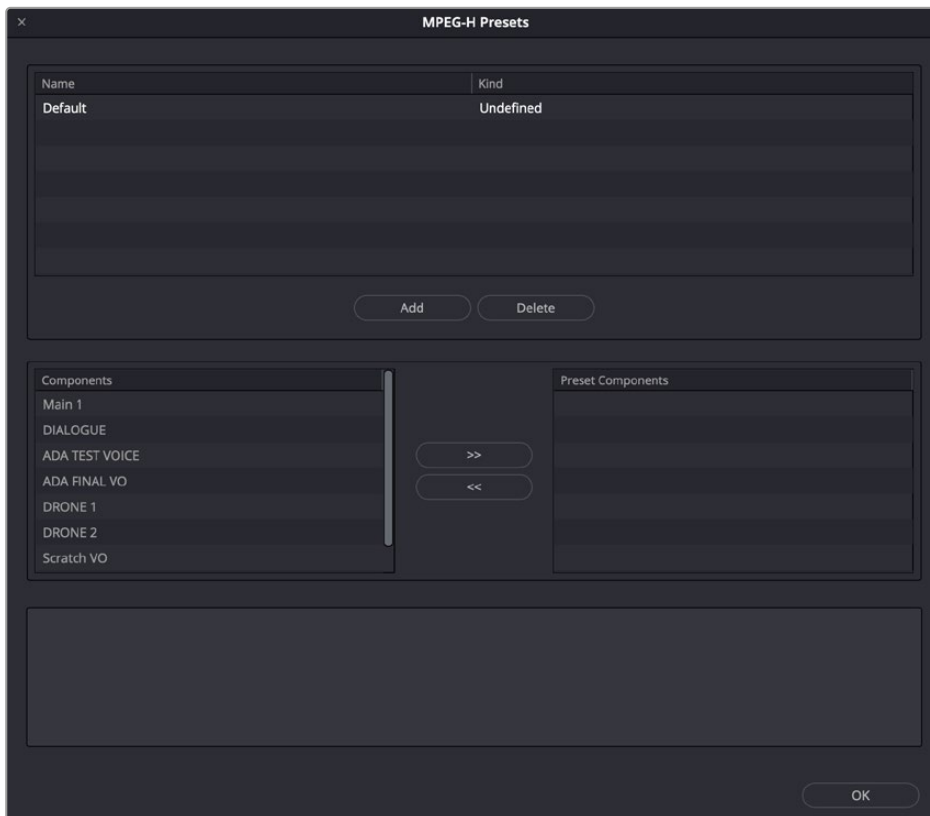 ×
MPEG-H Presets
Name Kind
Default Undefined
Add Delete
Components Preset Components
Main 1
DIALOGUE
ADA TEST VOICE
>>
ADA FINAL VO
<<
DRONE 1
DRONE 2
Scratch VO
OK